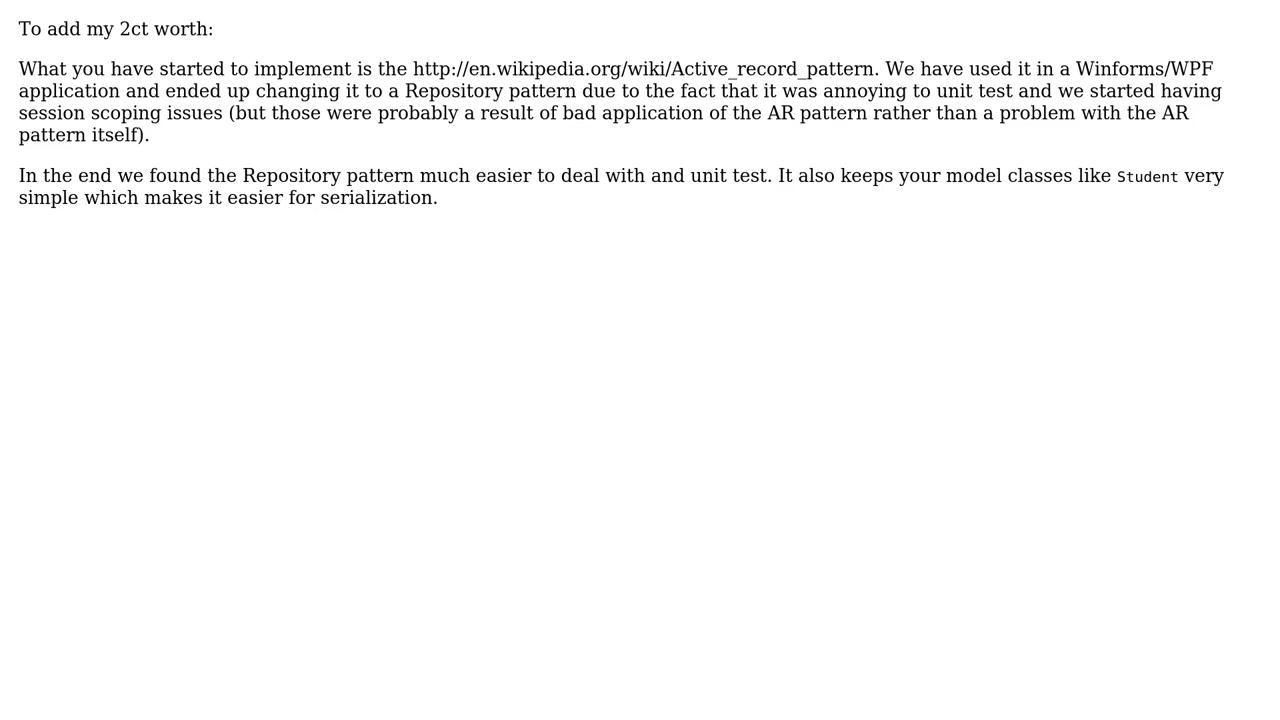 To add my 2ct worth:
What you have started to implement is the http://en.wikipedia.org/wiki/Active_record_pattern. We have used it in a Winforms/WPF
application and ended up changing it to a Repository pattern due to the fact that it was annoying to unit test and we started having
session scoping issues (but those were probably a result of bad application of the AR pattern rather than a problem with the AR
pattern itself).
In the end we found the Repository pattern much easier to deal with and unit test. It also keeps your model classes like Student very
simple which makes it easier for serialization.